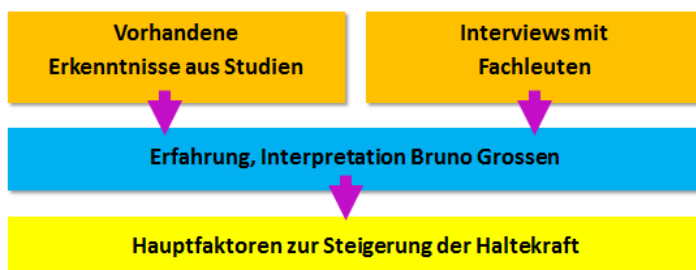 Vorhandene
Erkenntnisse aus Studien
Interviews mit
Fachleuten
Erfahrung, Interpretation Bruno Grossen
Hauptfaktoren zur Steigerung der Haltekraft